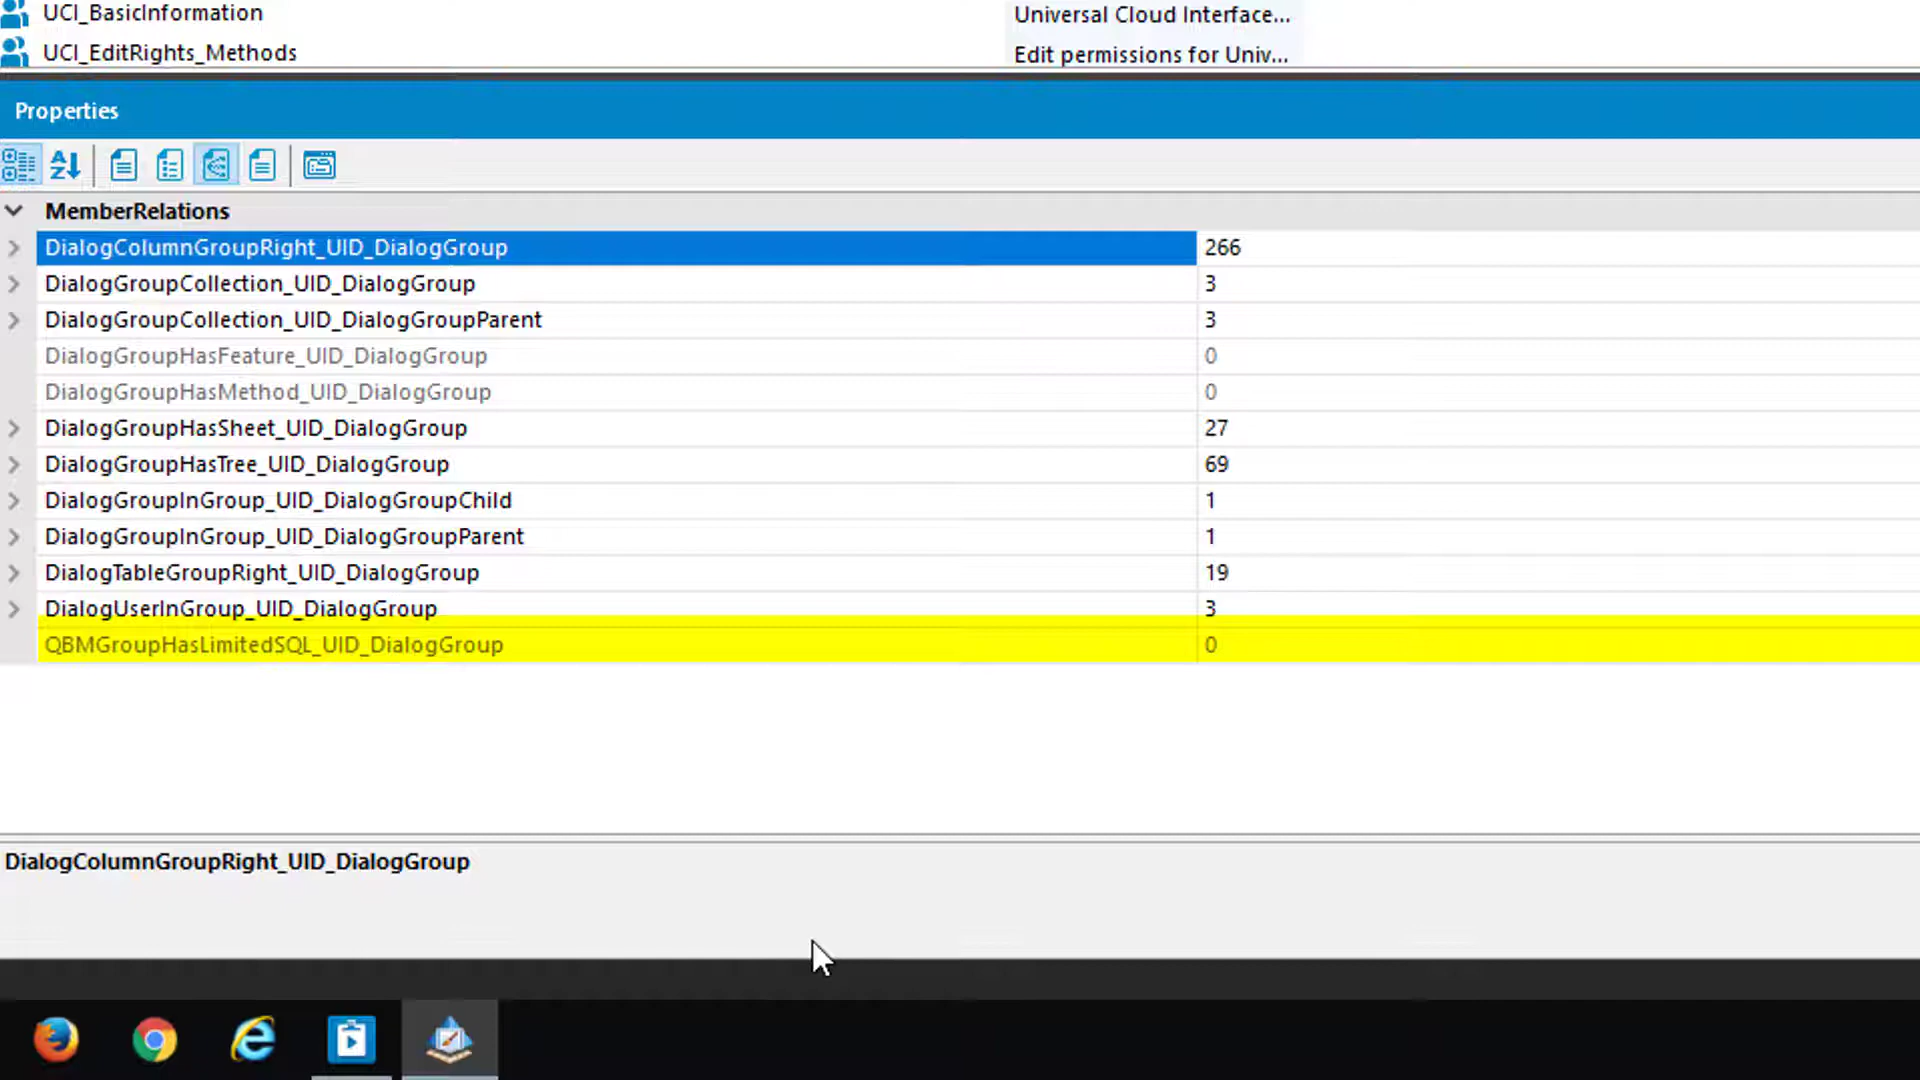 UCI_BasicInformation Universal Cloud Interface...
UCI_EditRights_Methods Edit permissions for Univ...
Properties
MemberRelations
DialogColumnGroupRight_UID_DialogGroup 266
DialogGroupCollection_UID_DialogGroup 3
DialogGroupCollection_UID_DialogGroupParent 3
DialogGroupHasFeature_UID_DialogGroup 0
DialogGroupHasMethod_UID_DialogGroup 0
DialogGroupHasSheet_UID_DialogGroup 27
DialogGroupHasTree_UID_DialogGroup 69
DialogGroupInGroup_UID_DialogGroupChild 1
DialogGroupInGroup_UID_DialogGroupParent 1
DialogTableGroupRight_UID_DialogGroup 19
DialogUserInGroup_UID_DialogGroup 3
QBMGroupHasLimitedSQL_UID_DialogGroup 0
DialogColumnGroupRight_UID_DialogGroup